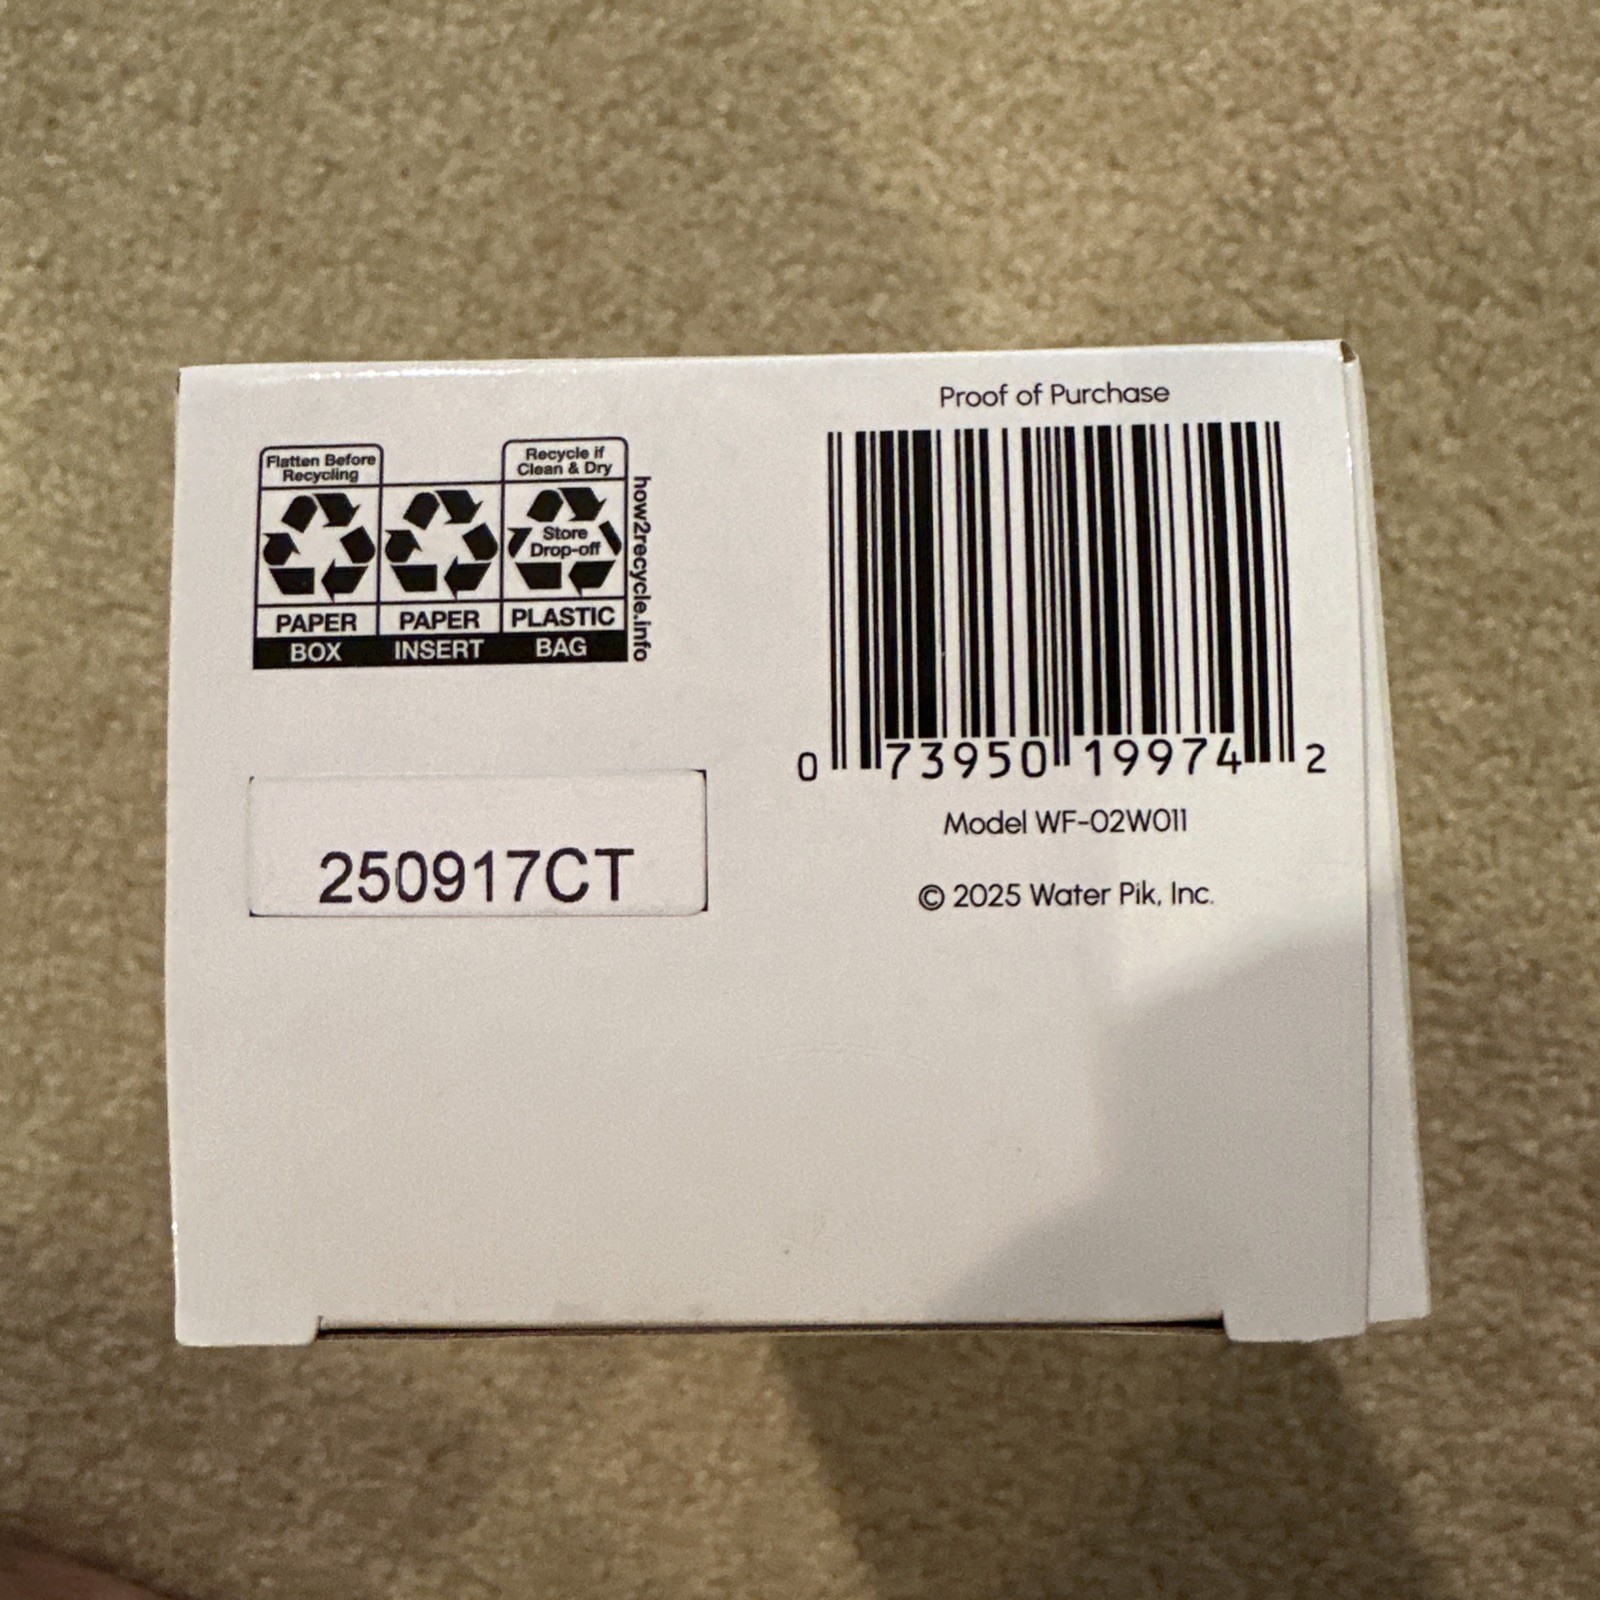 Proof of Purchase
Flatten Before
Recycling
Recycle if
Clean & Dry
Store
Drop-off
PAPER PAPER PLASTIC
BOX INSERT BAG
how2recycle.info
0 73950 19974 2
Model WF-02W011
250917CT
© 2025 Water Pik, Inc.